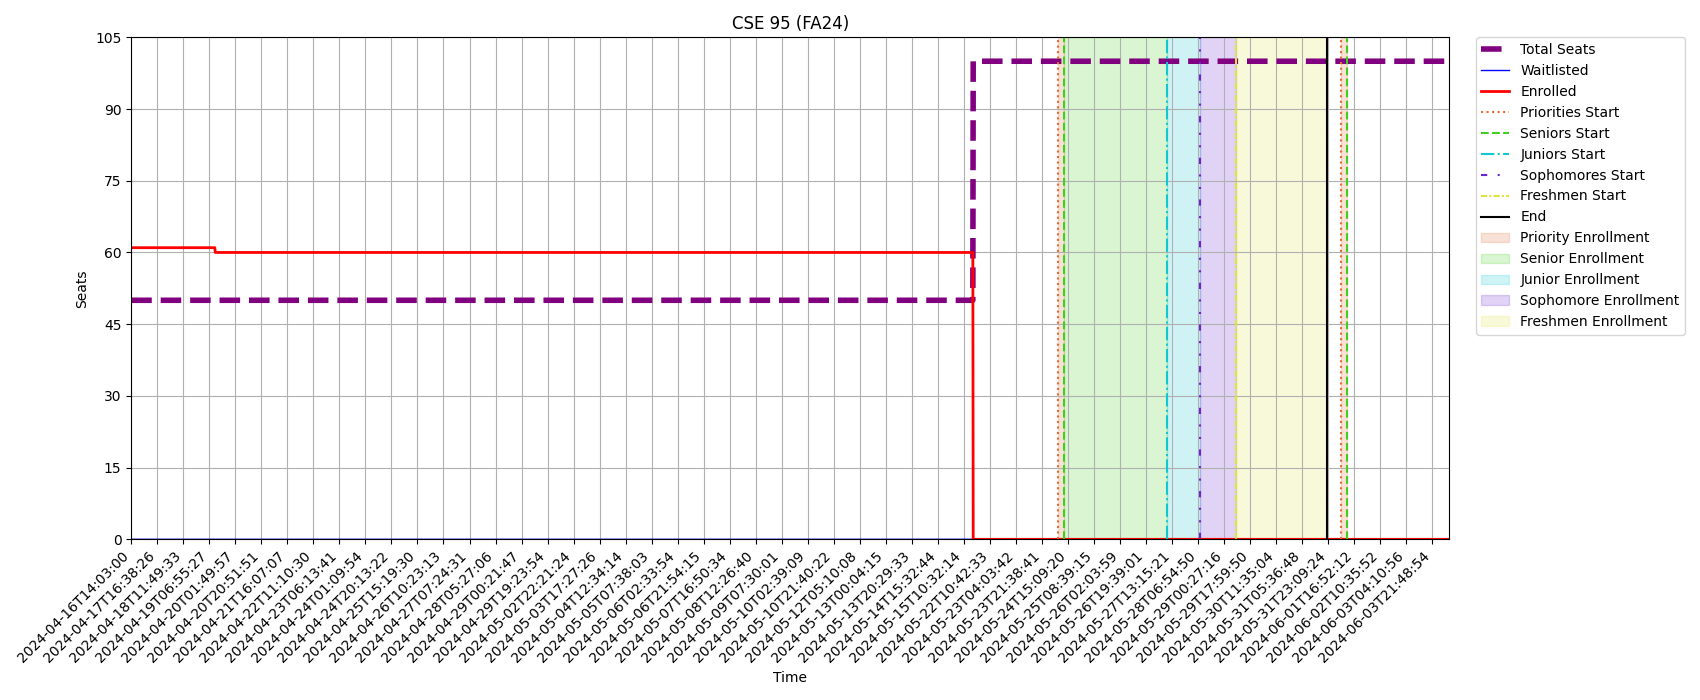 CSE 95 (FA24)
105
90
75
60
45
30
15
0
Seats
2024-04-16T14:03:00
2024-04-17T16:38:26
2024-04-18T11:49:33
2024-04-19T06:55:27
2024-04-20T01:49:57
2024-04-20T20:51:51
2024-04-21T16:07:07
2024-04-22T11:10:30
2024-04-23T06:13:41
2024-04-24T01:09:54
2024-04-24T20:13:22
2024-04-25T15:19:30
2024-04-26T10:23:13
2024-04-27T07:24:31
2024-04-28T05:27:06
2024-04-29T00:21:47
2024-04-29T19:23:54
2024-05-02T22:21:24
2024-05-03T17:27:26
2024-05-04T12:34:14
2024-05-05T07:38:03
2024-05-06T02:33:54
2024-05-06T21:54:15
2024-05-07T16:50:34
2024-05-08T12:26:40
2024-05-09T07:30:01
2024-05-10T02:39:09
2024-05-10T21:40:22
2024-05-12T05:10:08
2024-05-13T00:04:15
2024-05-13T20:29:33
2024-05-14T15:32:44
2024-05-15T10:32:14
2024-05-22T10:42:33
2024-05-23T04:03:42
2024-05-23T21:38:41
2024-05-24T15:09:20
2024-05-25T08:39:15
2024-05-26T02:03:59
2024-05-26T19:39:01
2024-05-27T13:15:21
2024-05-28T06:54:50
2024-05-29T00:27:16
2024-05-29T17:59:50
2024-05-30T11:35:04
2024-05-31T05:36:48
2024-05-31T23:09:24
2024-06-01T16:52:12
2024-06-02T10:35:52
2024-06-03T04:10:56
2024-06-03T21:48:54
Time
Total Seats
Waitlisted
Enrolled
Priorities Start
Seniors Start
Juniors Start
Sophomores Start
Freshmen Start
End
Priority Enrollment
Senior Enrollment
Junior Enrollment
Sophomore Enrollment
Freshmen Enrollment